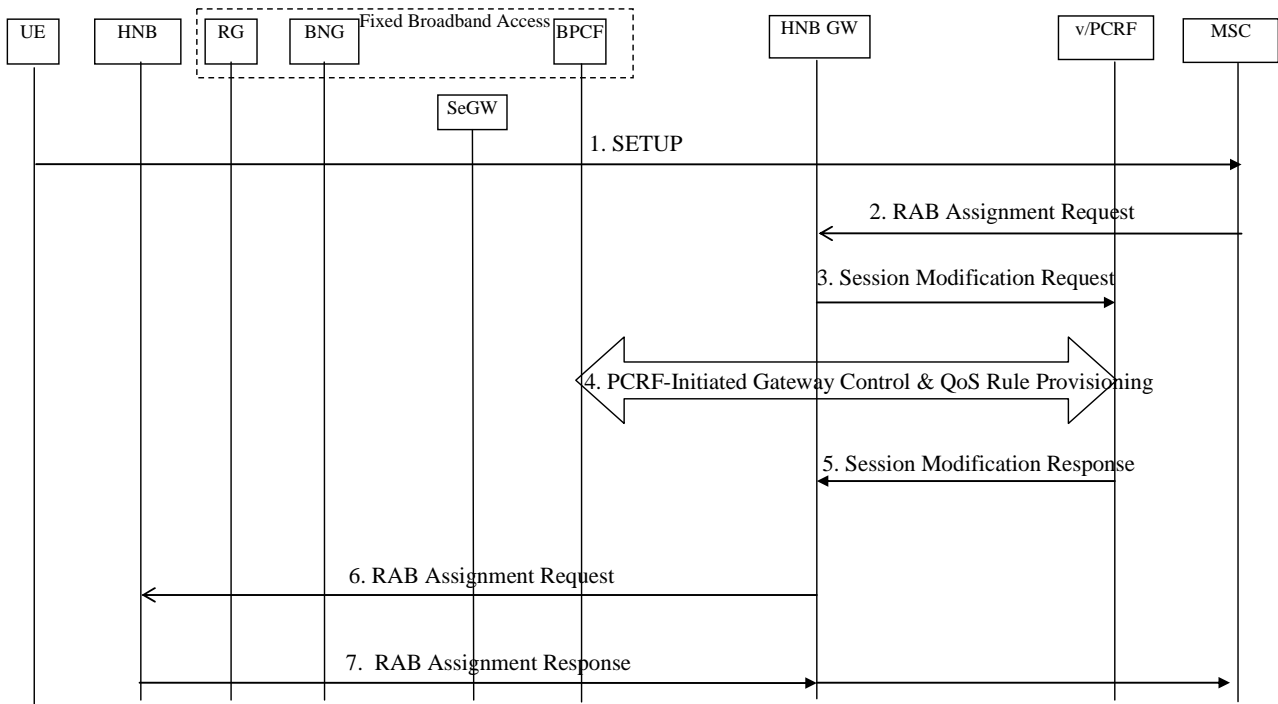 Fixed Broadband Access
UE
HNB
RG
BNG
BPCF
HNB GW
v/PCRF
MSC
SeGW
1. SETUP
2. RAB Assignment Request
3. Session Modification Request
4. PCRF-Initiated Gateway Control & QoS Rule Provisioning
5. Session Modification Response
6. RAB Assignment Request
7. RAB Assignment Response